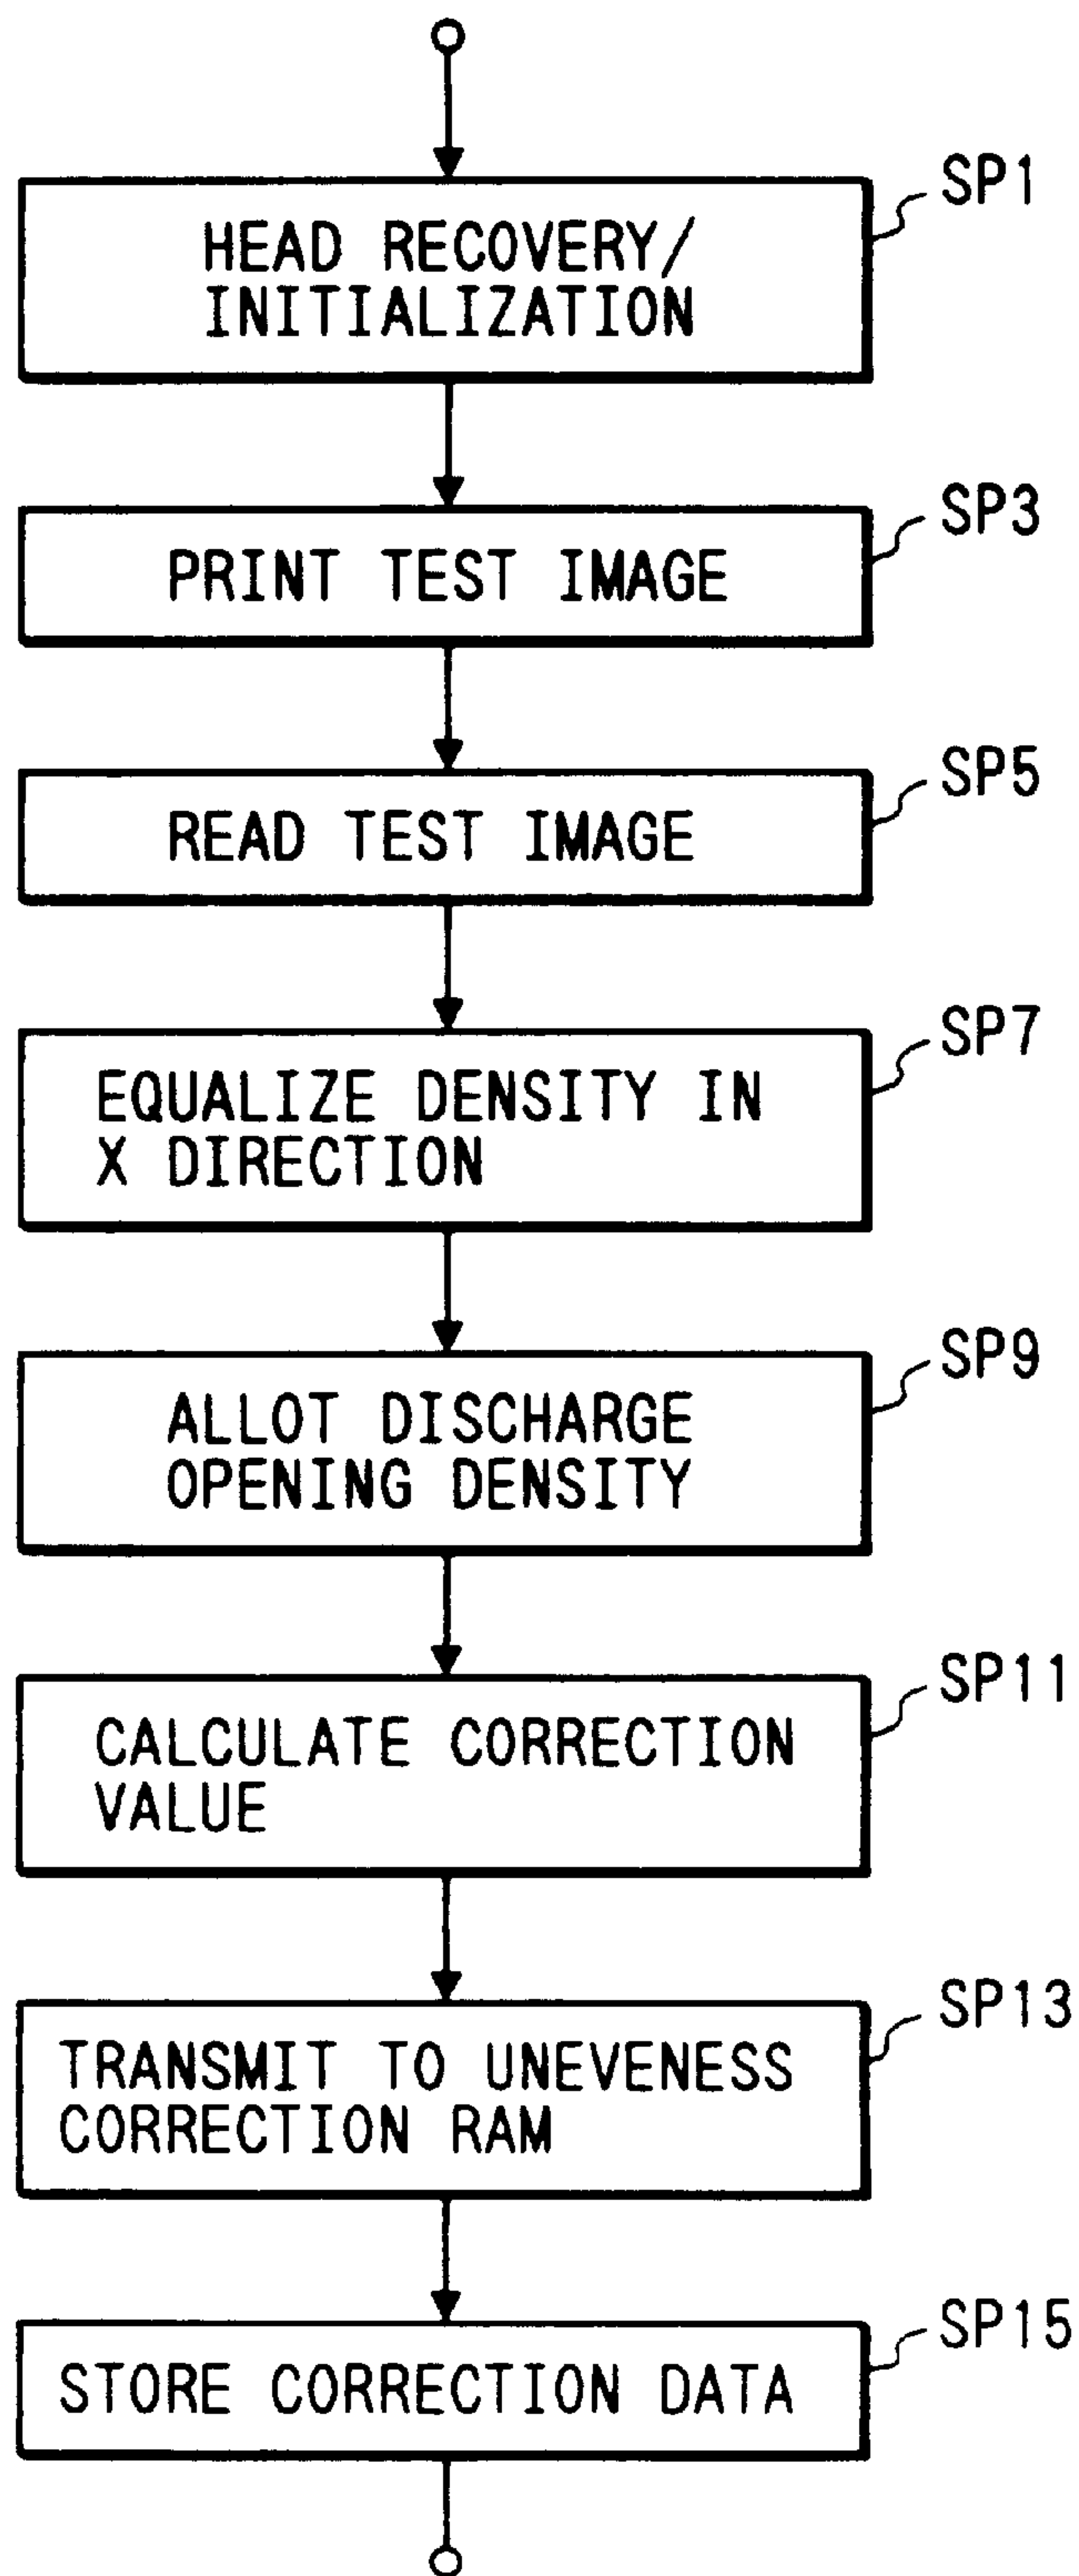 SP1
HEAD RECOVERY/
INITIALIZATION
SP3
PRINT TEST IMAGE
SP5
READ TEST IMAGE
SP7
EQUALIZE DENSITY IN
X DIRECTION
SP9
ALLOT DISCHARGE
OPENING DENSITY
SP11
CALCULATE CORRECTION
VALUE
SP13
TRANSMIT TO UNEVENESS
CORRECTION RAM
SP15
STORE CORRECTION DATA